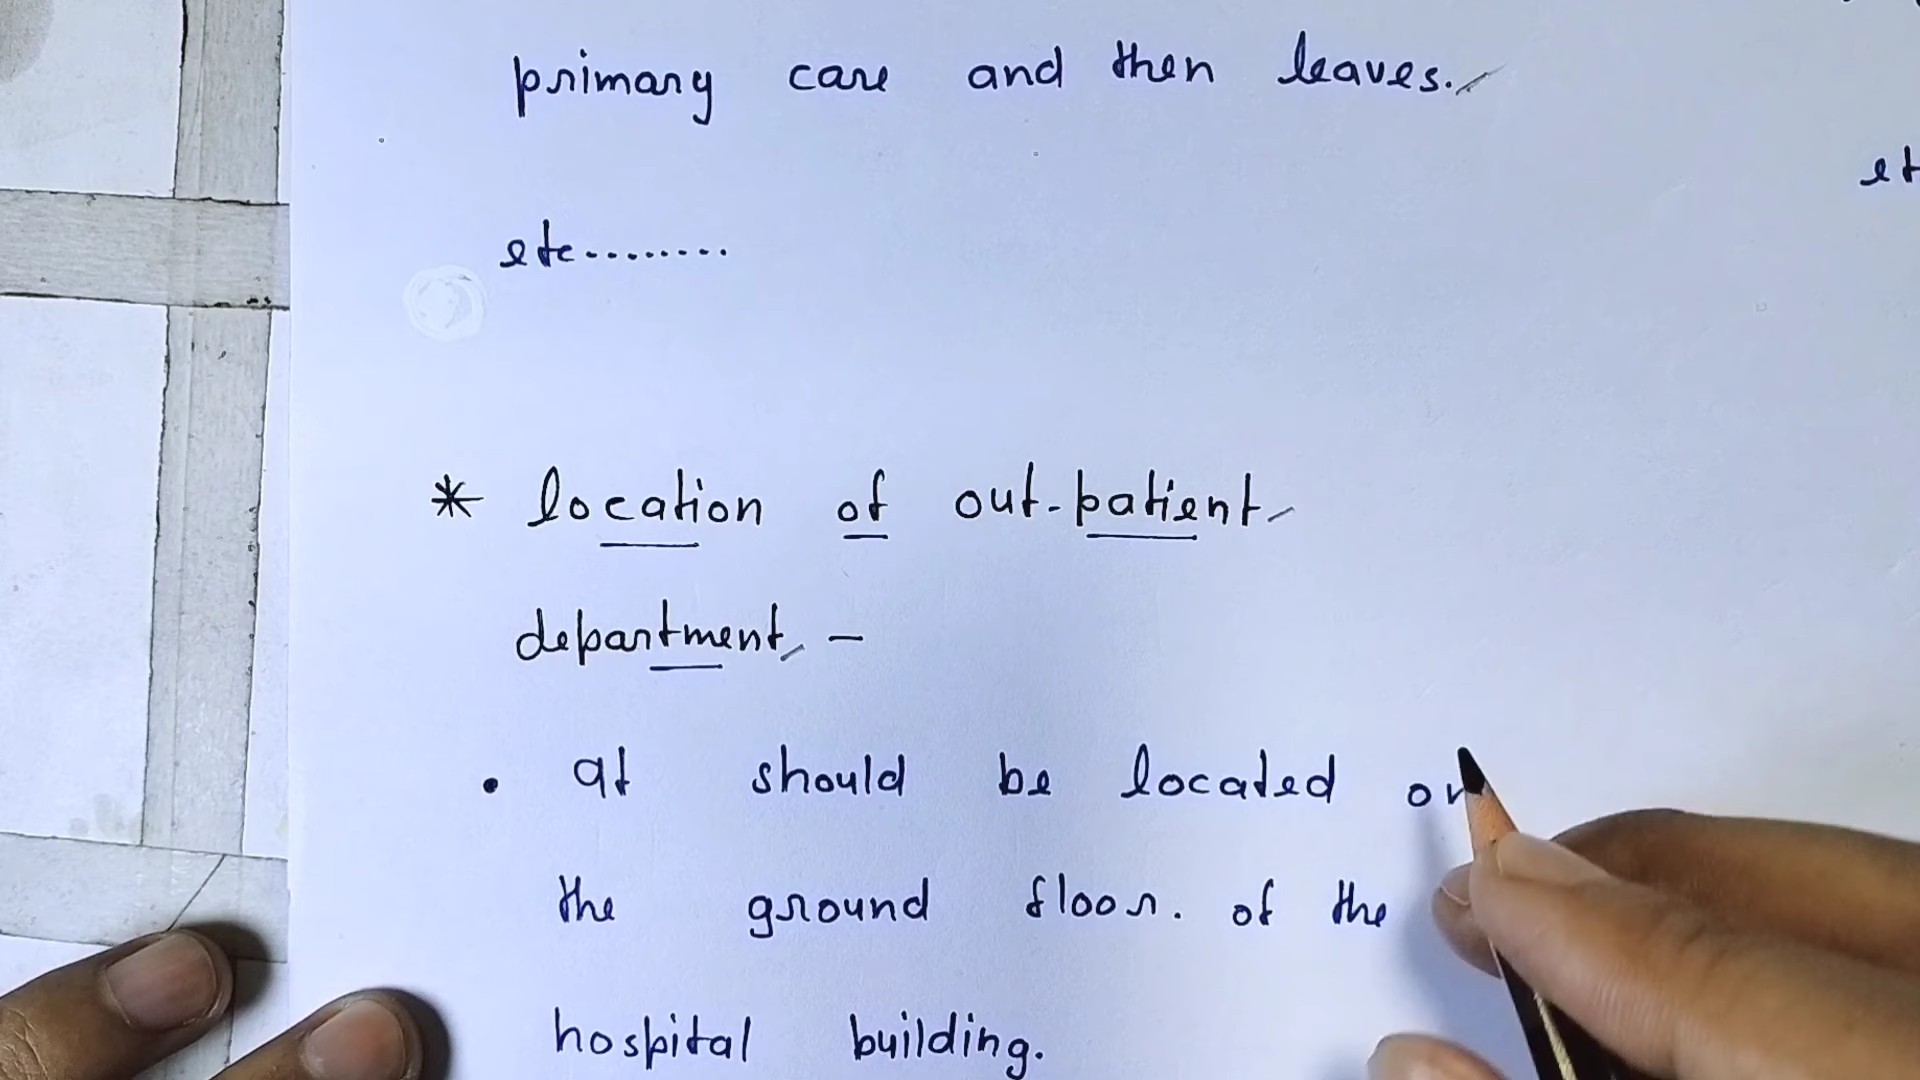 primary care and then leaves.
etc........
* location of out-patient
department -
• It should be located on
the ground floor. of the
hospital building.